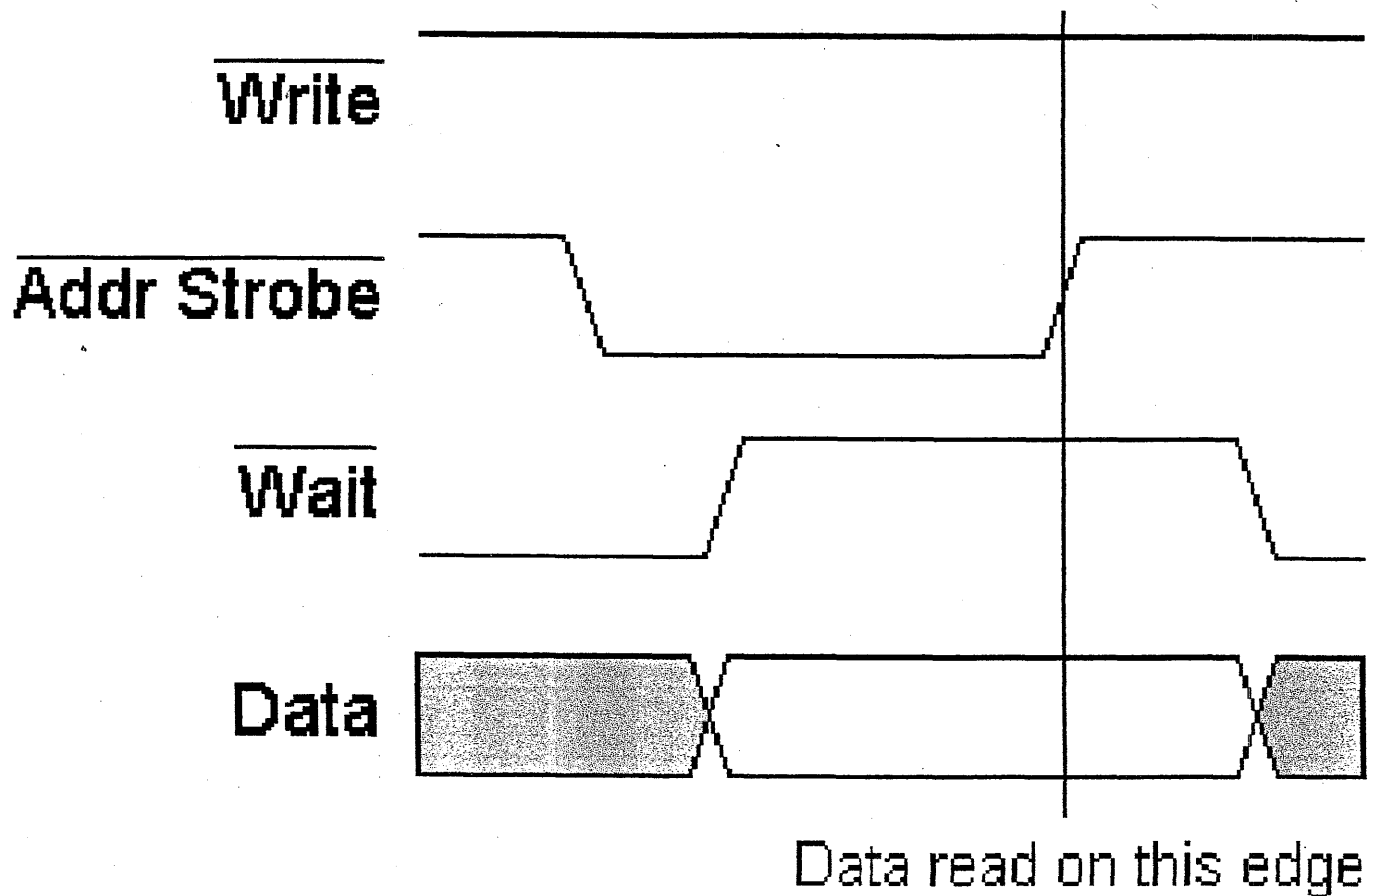 Write
Addr Strobe
Wait
Data
Data read on this edge